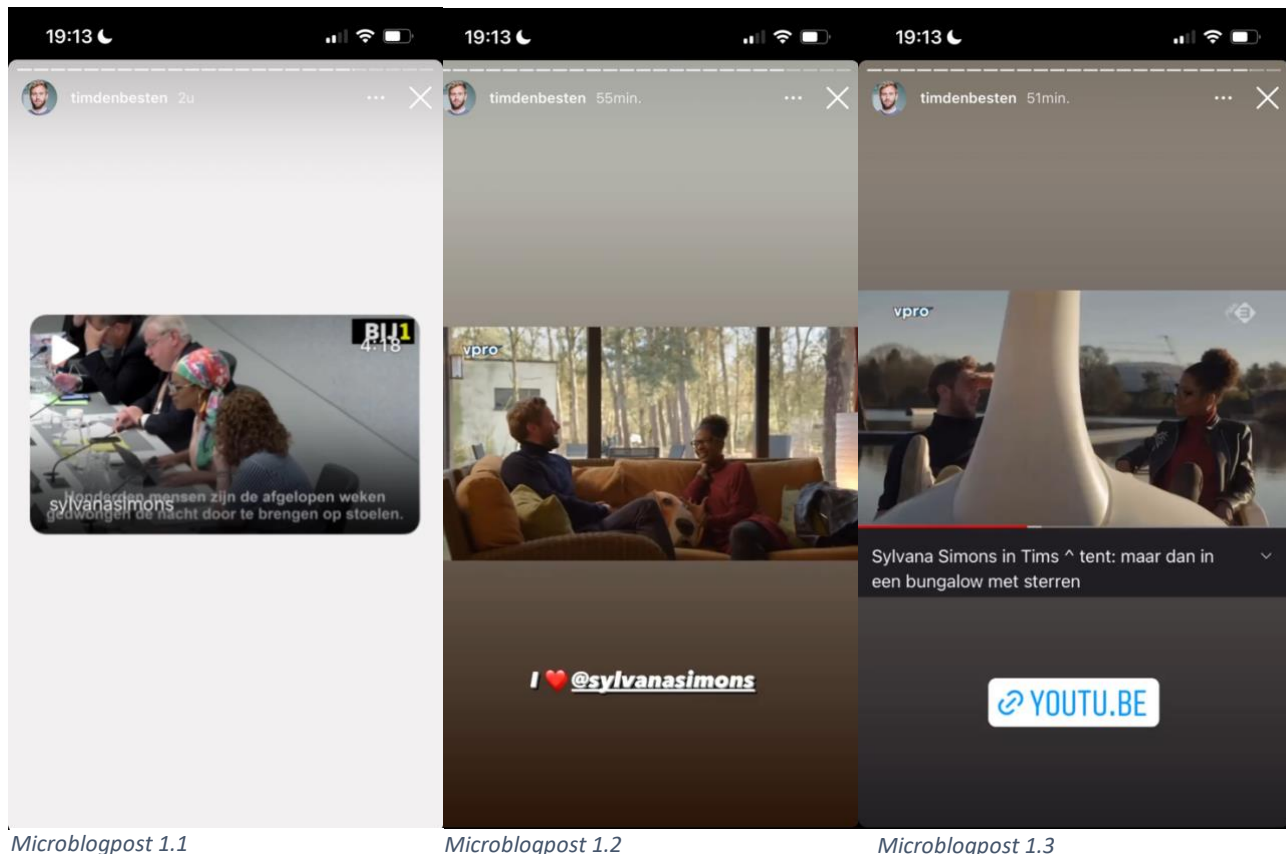 19:13
timdenbesten 2u
BIJ1
4:18
Honderden mensen zijn de afgelopen weken
gedwongen de nacht door te brengen op stoelen.
sylvanasimons
Microblogpost 1.1
19:13
timdenbesten 55min.
vpro
I ❤️ @sylvanasimons
Microblogpost 1.2
19:13
timdenbesten 51min.
vpro
3
Sylvana Simons in Tims ^ tent: maar dan in
een bungalow met sterren
YOUTU.BE
Microblogpost 1.3